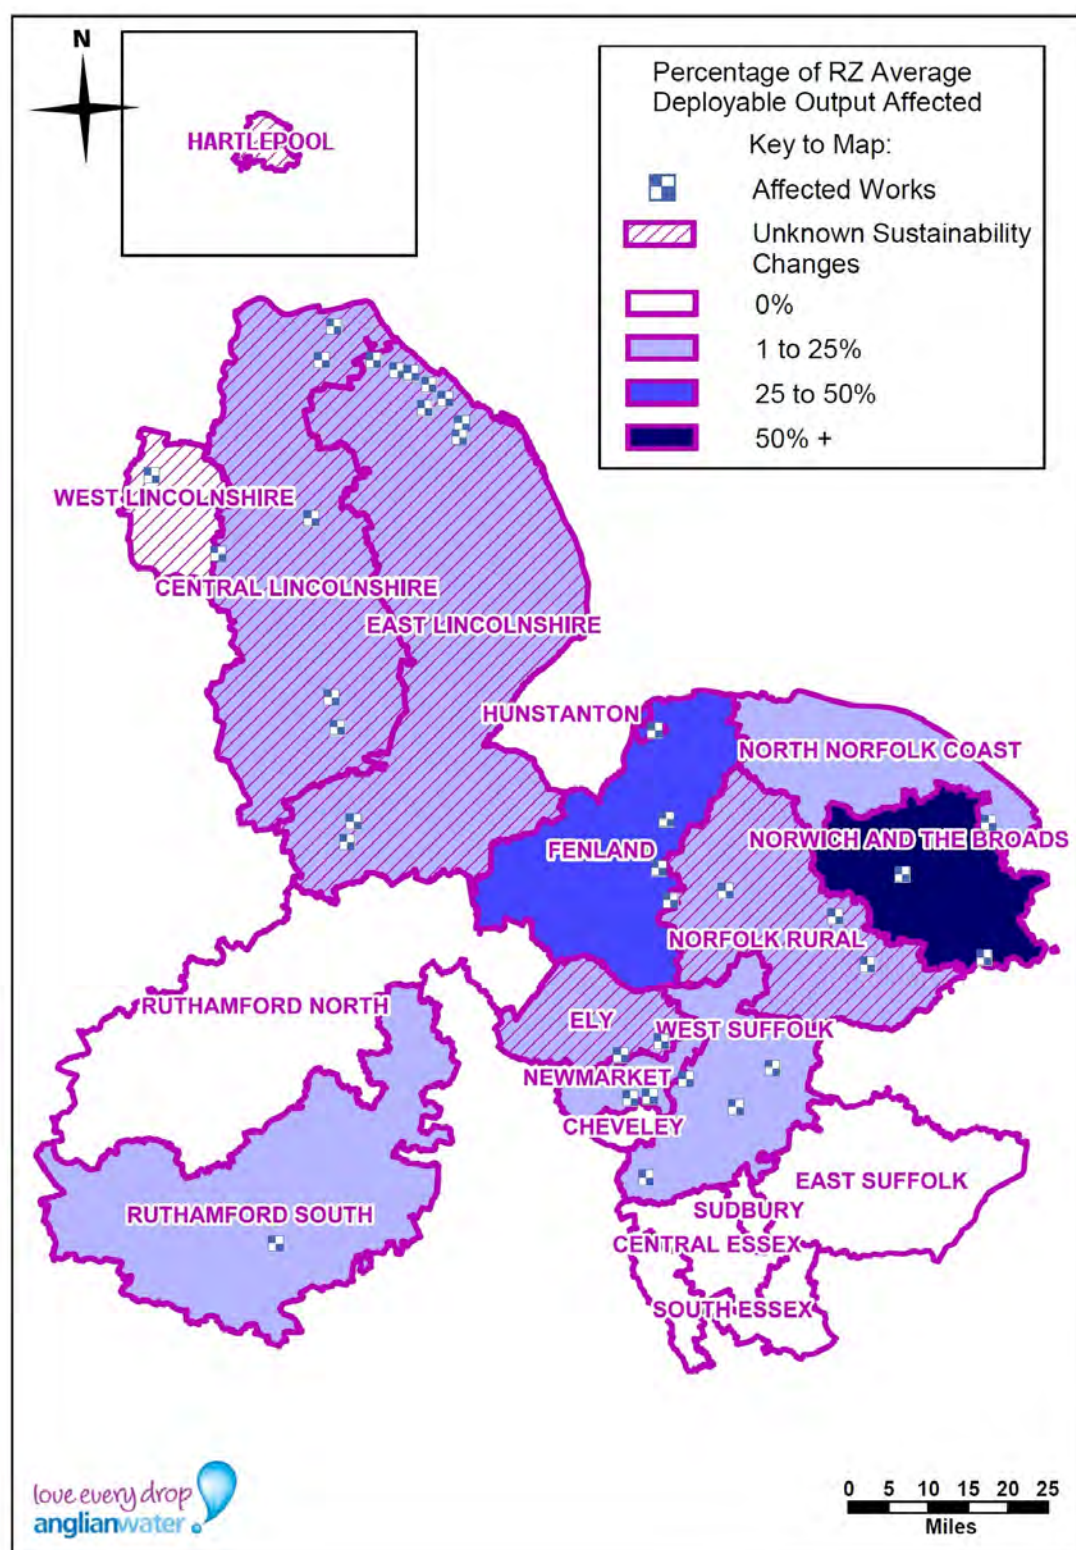 N
HARTLEPOOL
Percentage of RZ Average
Deployable Output Affected
Key to Map:
Affected Works
Unknown Sustainability
Changes
0%
1 to 25%
25 to 50%
50% +
WEST LINCOLNSHIRE
CENTRAL LINCOLNSHIRE
EAST LINCOLNSHIRE
HUNSTANTON
NORTH NORFOLK COAST
FENLAND
NORWICH AND THE BROADS
NORFOLK RURAL
RUTHAMFORD NORTH
ELY
WEST SUFFOLK
NEWMARKET
CHEVELEY
EAST SUFFOLK
SUDBURY
RUTHAMFORD SOUTH
CENTRAL ESSEX
SOUTH ESSEX
love every drop
anglianwater
0 5 10 15 20 25
Miles